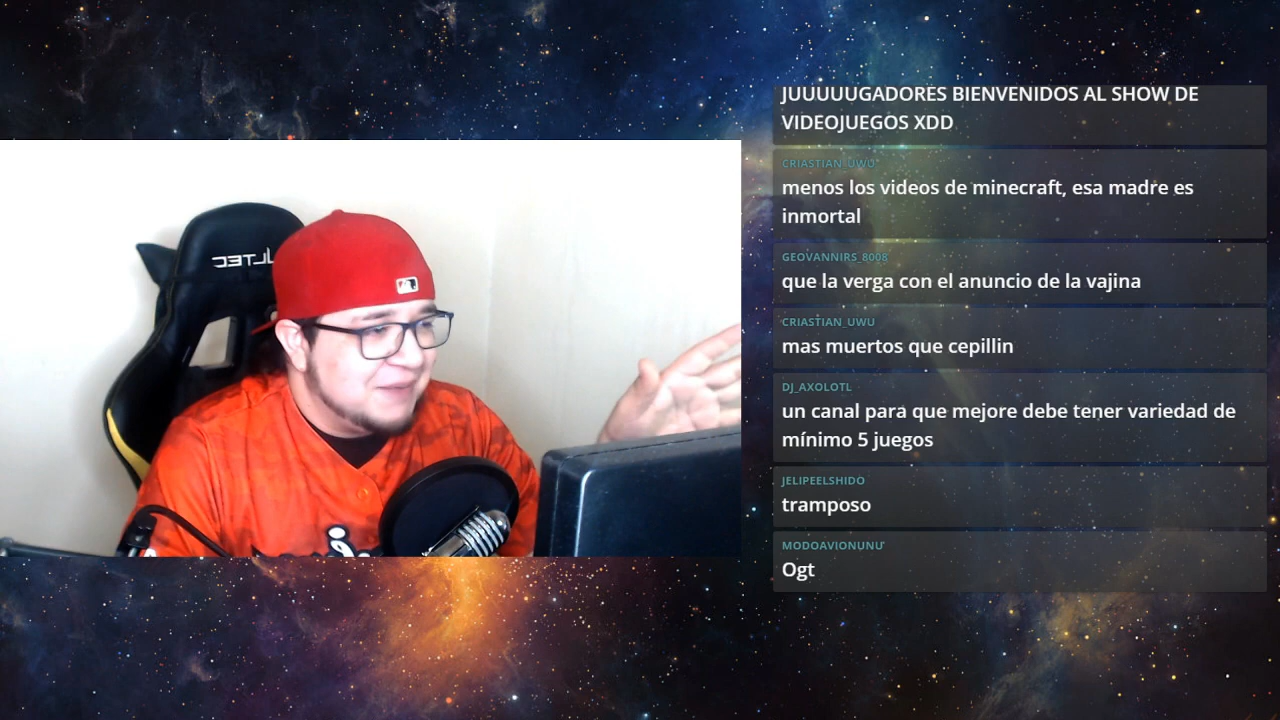 JLTEC
JUUUUUGADORES BIENVENIDOS AL SHOW DE
VIDEOJUEGOS XDD
CRIASTIAN_UWU
menos los videos de minecraft, esa madre es
inmortal
GEOVANNIRS_8008
que la verga con el anuncio de la vajina
CRIASTIAN_UWU
mas muertos que cepillin
DJ_AXOLOTL
un canal para que mejore debe tener variedad de
mínimo 5 juegos
JELIPEELSHIDO
tramposo
MODOAVIONUNU
Ogt